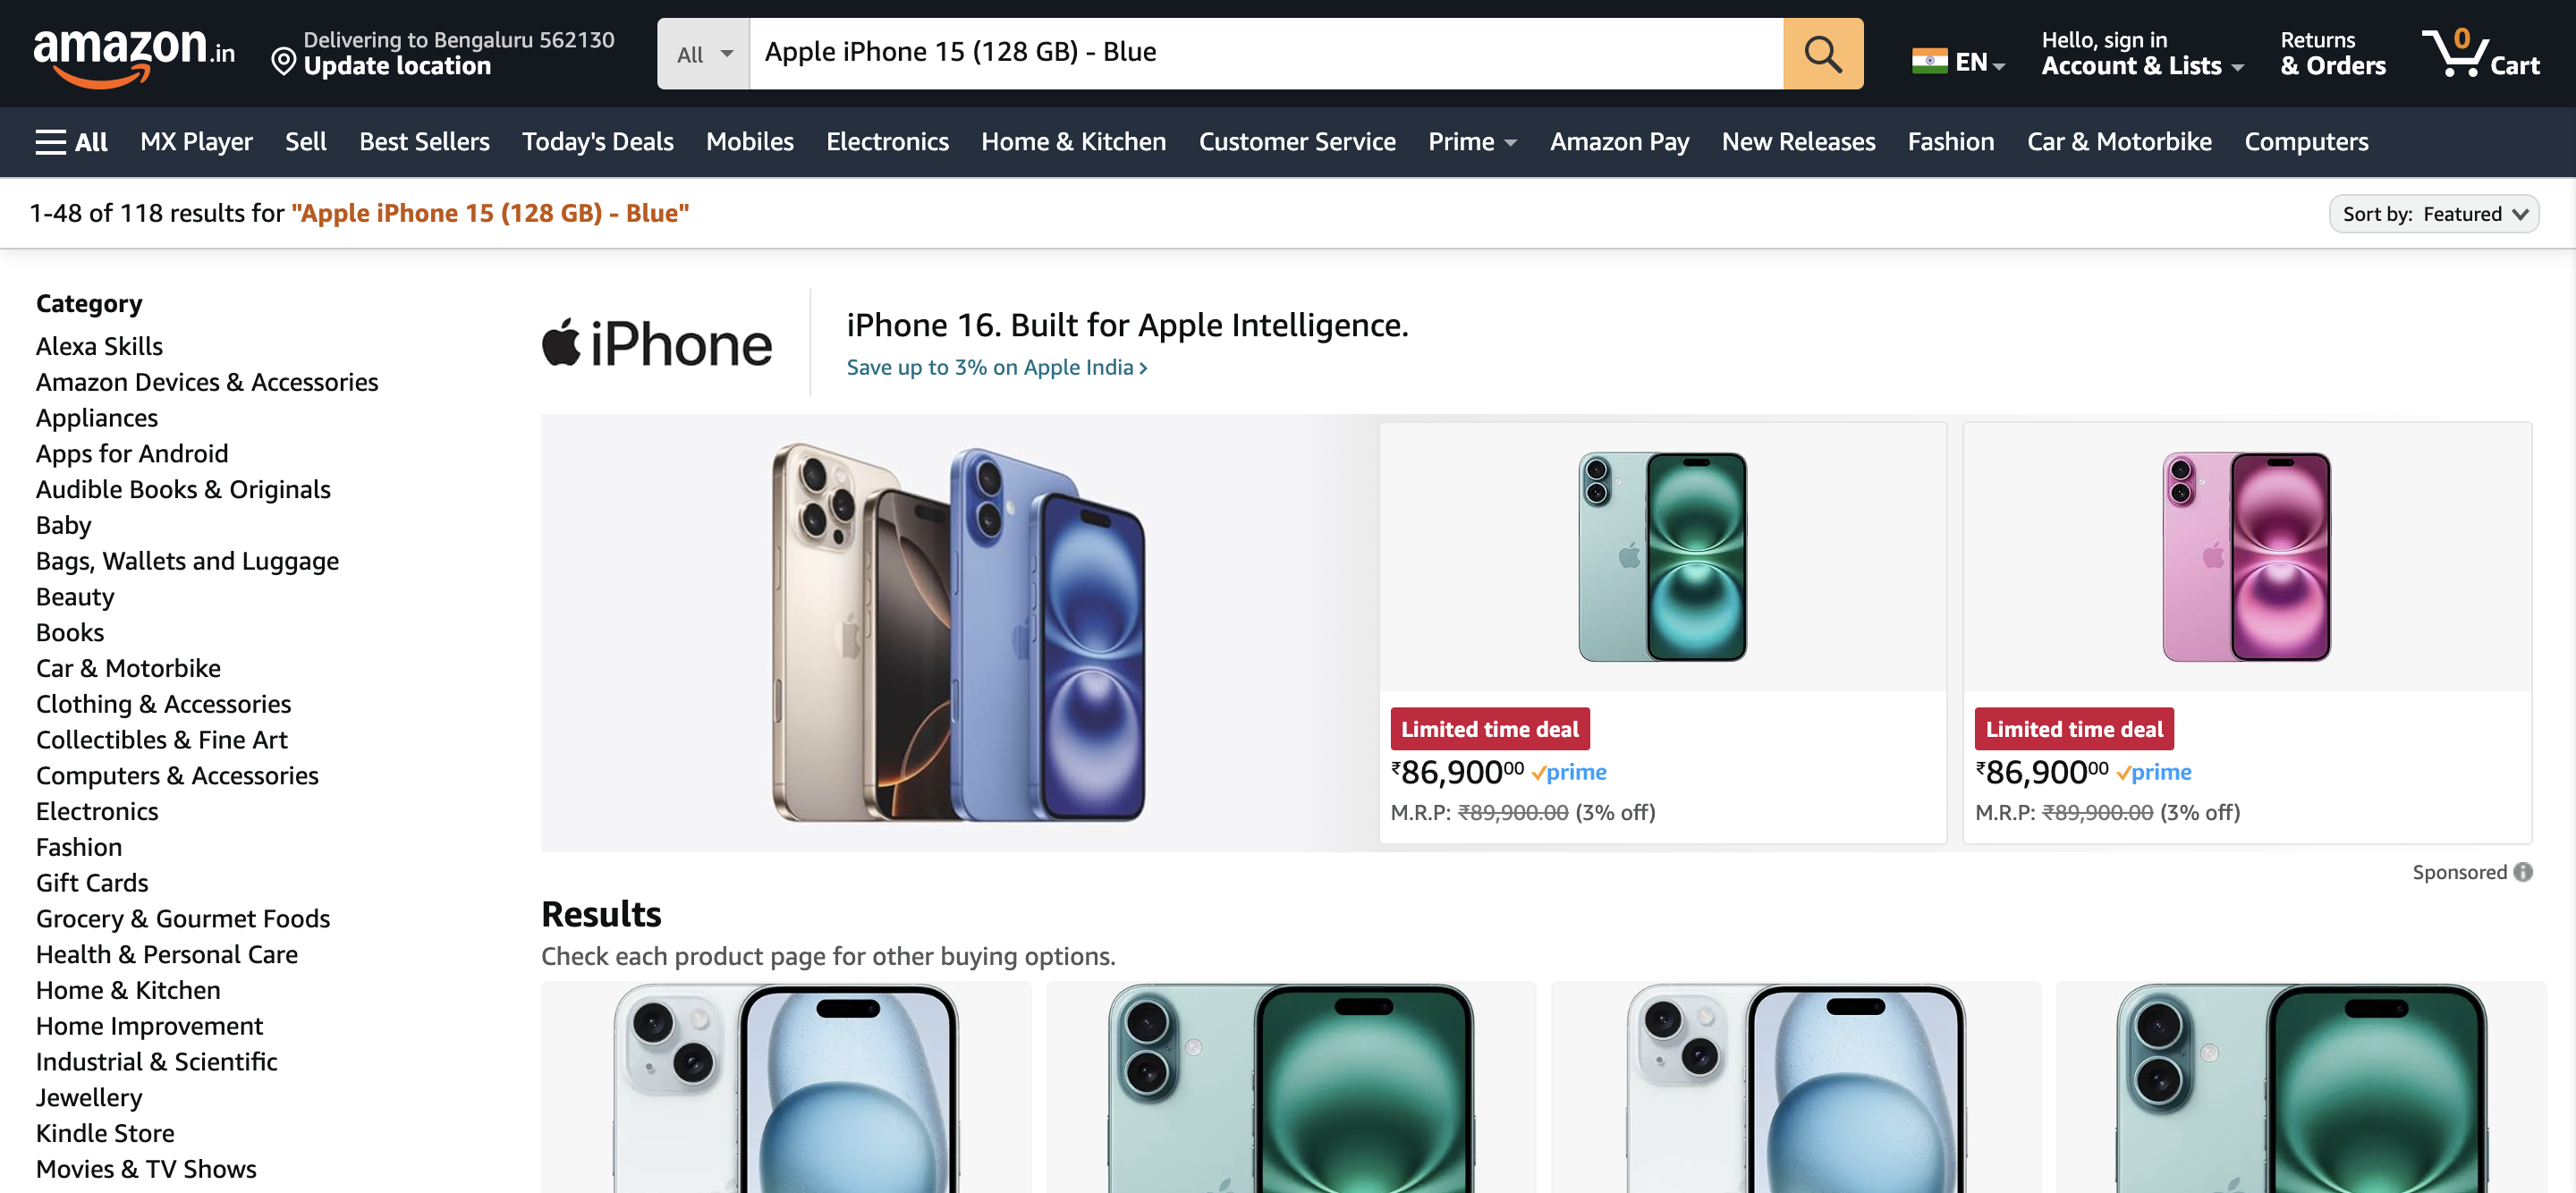 amazon.in
Delivering to Bengaluru 562130
Update location
All
Apple iPhone 15 (128 GB) - Blue
EN
Hello, sign in
Account & Lists
Returns
& Orders
0
Cart
All
MX Player
Sell
Best Sellers
Today's Deals
Mobiles
Electronics
Home & Kitchen
Customer Service
Prime
Amazon Pay
New Releases
Fashion
Car & Motorbike
Computers
1-48 of 118 results for "Apple iPhone 15 (128 GB) - Blue"
Sort by: Featured
Category
Alexa Skills
Amazon Devices & Accessories
Appliances
Apps for Android
Audible Books & Originals
Baby
Bags, Wallets and Luggage
Beauty
Books
Car & Motorbike
Clothing & Accessories
Collectibles & Fine Art
Computers & Accessories
Electronics
Fashion
Gift Cards
Grocery & Gourmet Foods
Health & Personal Care
Home & Kitchen
Home Improvement
Industrial & Scientific
Jewellery
Kindle Store
Movies & TV Shows
iPhone
iPhone 16. Built for Apple Intelligence.
Save up to 3% on Apple India ›
Limited time deal
₹86,900.00 prime
M.R.P: ₹89,900.00 (3% off)
Limited time deal
₹86,900.00 prime
M.R.P: ₹89,900.00 (3% off)
Sponsored
Results
Check each product page for other buying options.